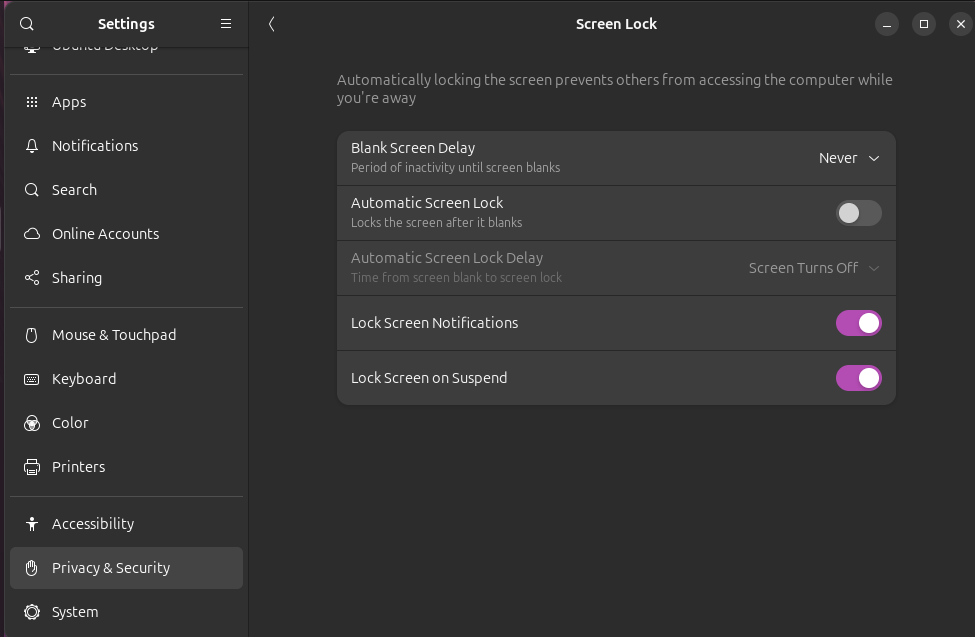 Settings
Screen Lock
Ubuntu Desktop
Apps
Notifications
Search
Online Accounts
Sharing
Mouse & Touchpad
Keyboard
Color
Printers
Accessibility
Privacy & Security
System
Automatically locking the screen prevents others from accessing the computer while
you're away
Blank Screen Delay
Period of inactivity until screen blanks
Never
Automatic Screen Lock
Locks the screen after it blanks
Automatic Screen Lock Delay
Time from screen blank to screen lock
Screen Turns Off
Lock Screen Notifications
Lock Screen on Suspend